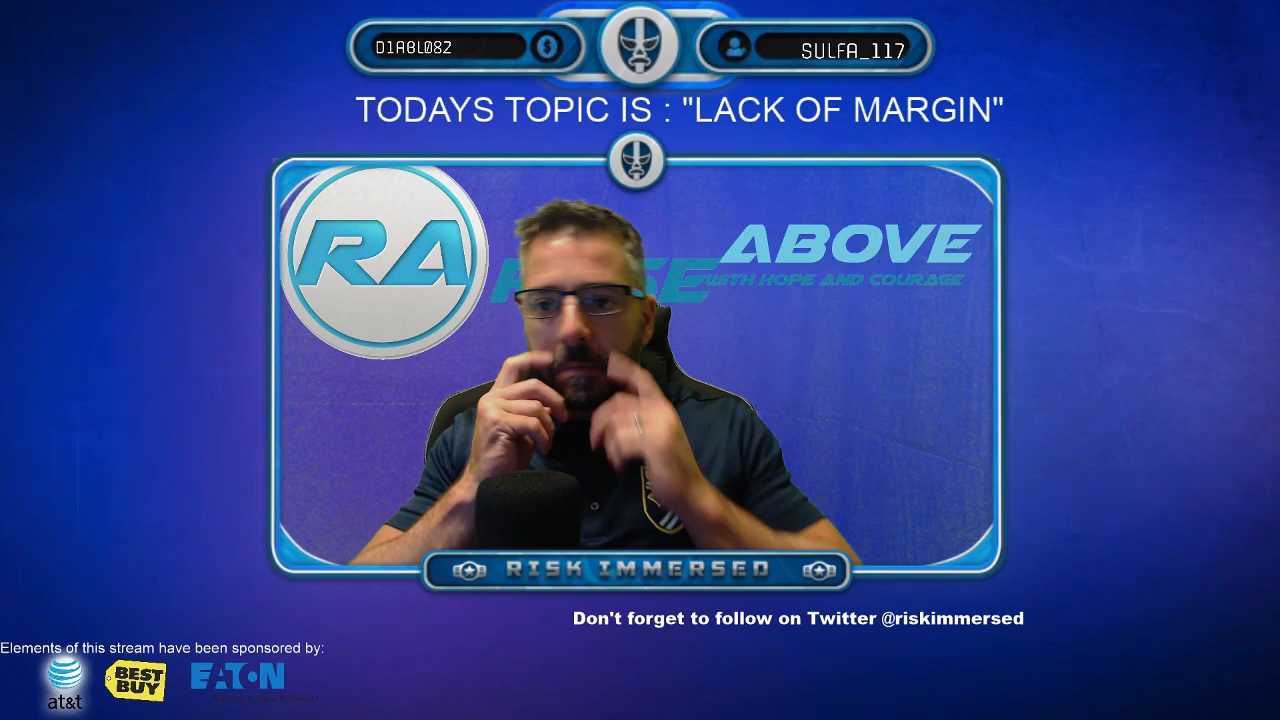 D1ABL082
SULFA_117
TODAYS TOPIC IS : "LACK OF MARGIN"
RA
ABOVE
WITH HOPE AND COURAGE
RISK IMMERSED
Don't forget to follow on Twitter @riskimmersed
Elements of this stream have been sponsored by:
at&t
BEST
BUY
EATON